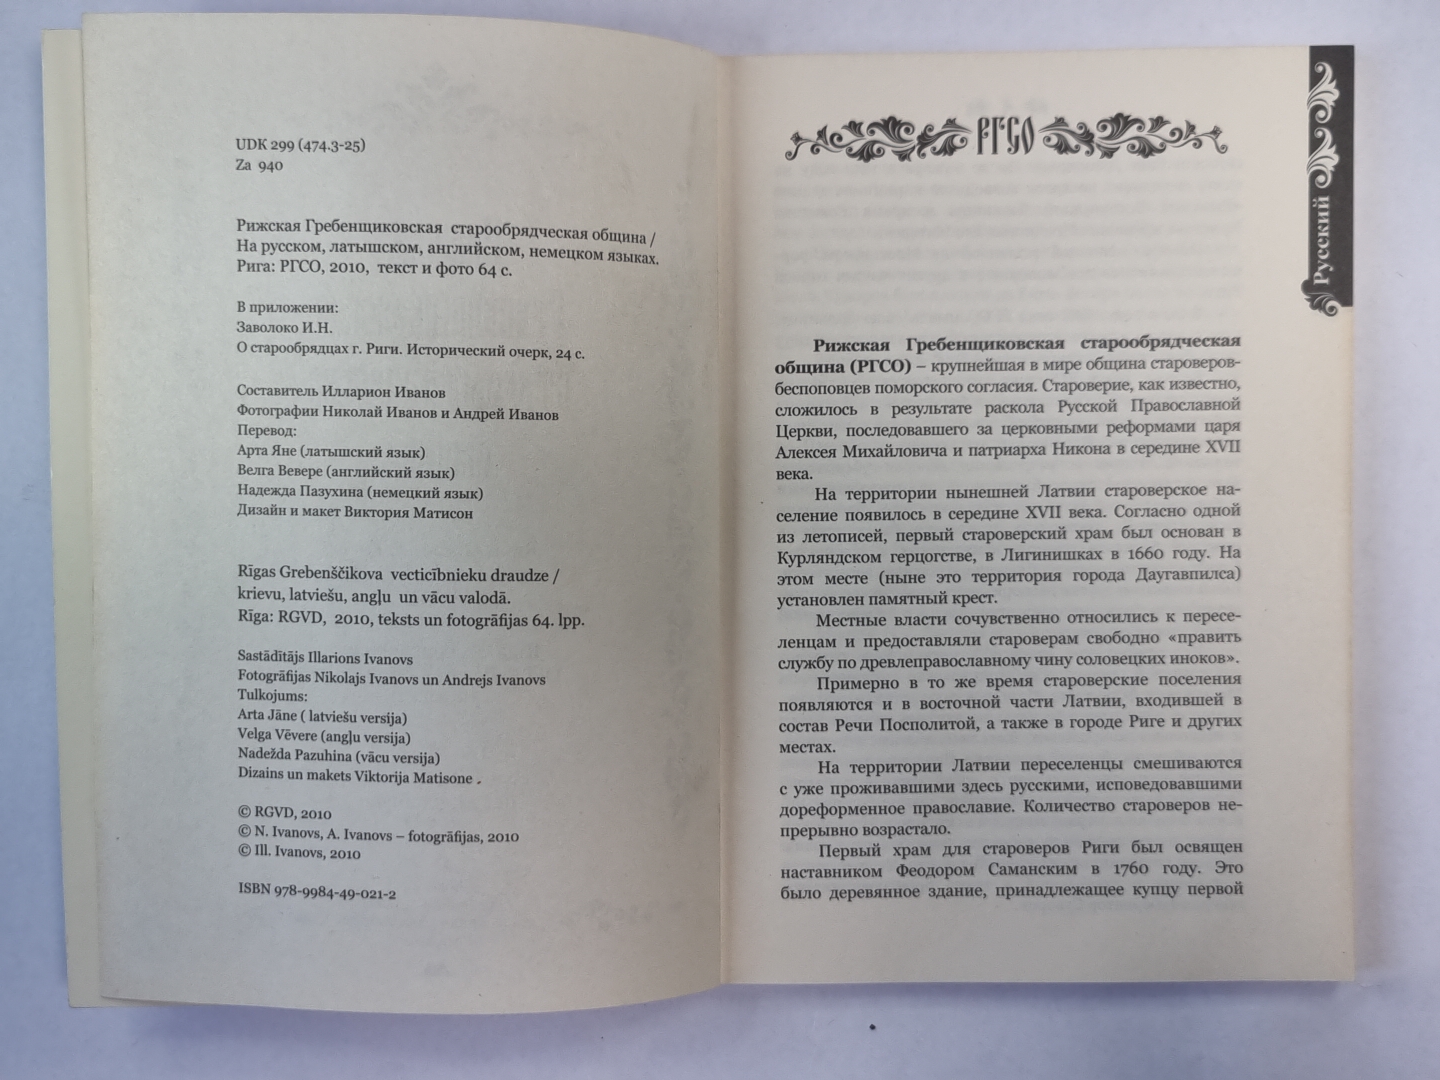 UDK 299 (474.3-25)
Za 940
Рижская Гребенщиковская старообрядческая община /
На русском, латышском, английском, немецком языках.
Рига: РГСО, 2010, текст и фото 64 с.
В приложении:
Заволоко И.Н.
О старообрядцах г. Риги. Исторический очерк, 24 с.
Составитель Илларион Иванов
Фотографии Николай Иванов и Андрей Иванов
Перевод:
Арта Яне (латышский язык)
Велга Вевере (английский язык)
Надежда Пазухина (немецкий язык)
Дизайн и макет Виктория Матисон
Rīgas Grebenščikova vecticībnieku draudze /
krievu, latviešu, angļu un vācu valodā.
Rīga: RGVD, 2010, teksts un fotogrāfijas 64. lpp.
Sastādītājs Illarions Ivanovs
Fotogrāfijas Nikolajs Ivanovs un Andrejs Ivanovs
Tulkojums:
Arta Jāne ( latviešu versija)
Velga Vēvere (angļu versija)
Nadežda Pazuhina (vācu versija)
Dizains un makets Viktorija Matisone .
© RGVD, 2010
© N. Ivanovs, A. Ivanovs – fotogrāfijas, 2010
© Ill. Ivanovs, 2010
ISBN 978-9984-49-021-2
РГСО
Русский
Рижская Гребенщиковская старообрядческая
община (РГСО) – крупнейшая в мире община староверов-
беспоповцев поморского согласия. Староверие, как известно,
сложилось в результате раскола Русской Православной
Церкви, последовавшего за церковными реформами царя
Алексея Михайловича и патриарха Никона в середине XVII
века.
На территории нынешней Латвии староверское на-
селение появилось в середине XVII века. Согласно одной
из летописей, первый староверский храм был основан в
Курляндском герцогстве, в Лигинишках в 1660 году. На
этом месте (ныне это территория города Даугавпилса)
установлен памятный крест.
Местные власти сочувственно относились к пересе-
ленцам и предоставляли староверам свободно «править
службу по древлеправославному чину соловецких иноков».
Примерно в то же время староверские поселения
появляются и в восточной части Латвии, входившей в
состав Речи Посполитой, а также в городе Риге и других
местах.
На территории Латвии переселенцы смешиваются
с уже проживавшими здесь русскими, исповедовавшими
дореформенное православие. Количество староверов не-
прерывно возрастало.
Первый храм для староверов Риги был освящен
наставником Феодором Саманским в 1760 году. Это
было деревянное здание, принадлежащее купцу первой